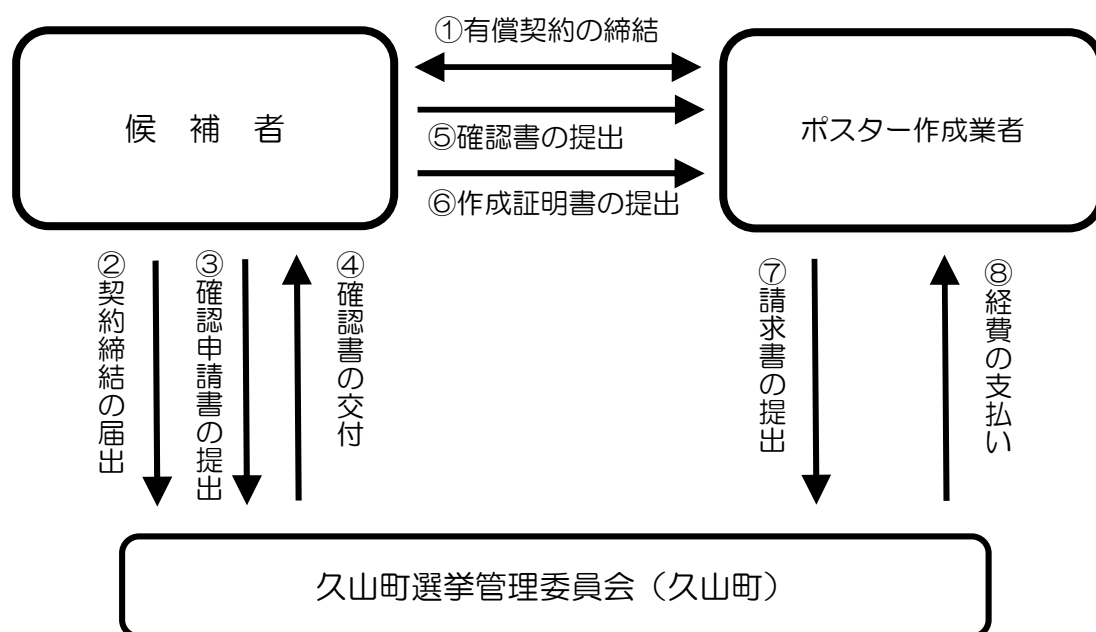 ①有償契約の締結
候　補　者
ポスター作成業者
⑤確認書の提出
⑥作成証明書の提出
②契約締結の届出
③確認申請書の提出
④確認書の交付
⑦請求書の提出
⑧経費の支払い
久山町選挙管理委員会（久山町）